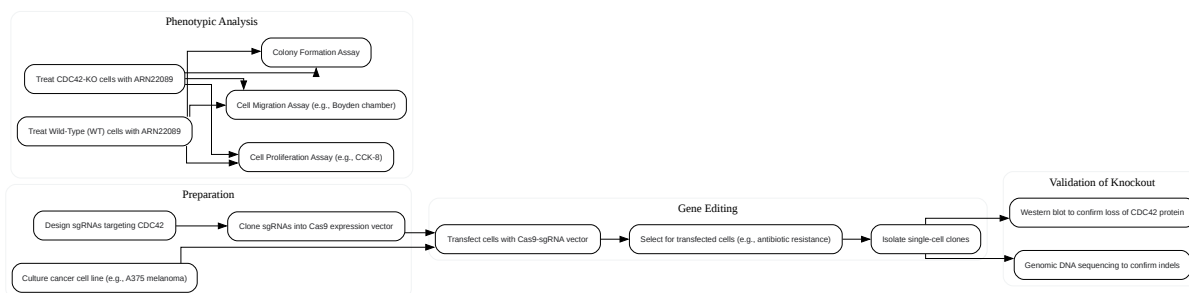 Phenotypic Analysis
Colony Formation Assay
Treat CDC42-KO cells with ARN22089
Cell Migration Assay (e.g., Boyden chamber)
Treat Wild-Type (WT) cells with ARN22089
Cell Proliferation Assay (e.g., CCK-8)
Preparation
Design sgRNAs targeting CDC42
Clone sgRNAs into Cas9 expression vector
Culture cancer cell line (e.g., A375 melanoma)
Gene Editing
Transfect cells with Cas9-sgRNA vector
Select for transfected cells (e.g., antibiotic resistance)
Isolate single-cell clones
Validation of Knockout
Western blot to confirm loss of CDC42 protein
Genomic DNA sequencing to confirm indels